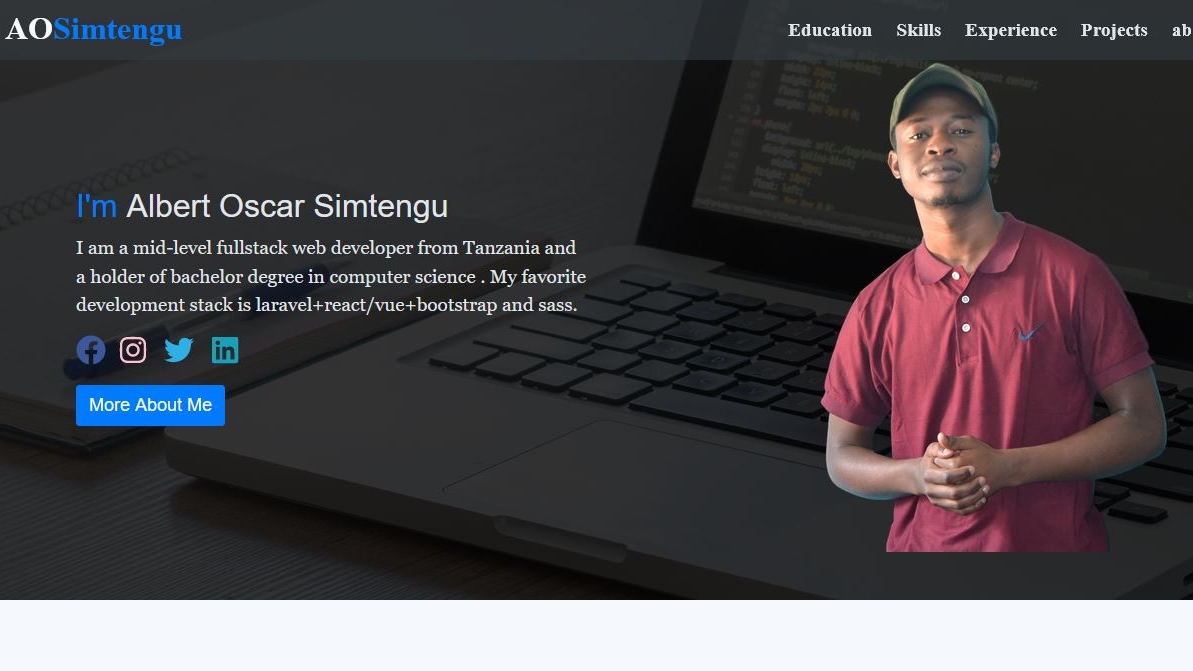 AOSimtengu
Education Skills Experience Projects ab
I'm Albert Oscar Simtengu
I am a mid-level fullstack web developer from Tanzania and
a holder of bachelor degree in computer science . My favorite
development stack is laravel+react/vue+bootstrap and sass.
More About Me